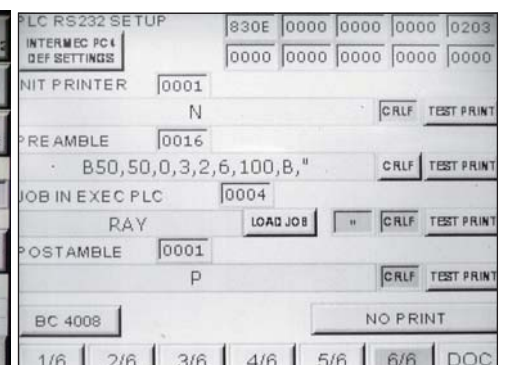 PLC RS232 SETUP 830E 0000 0000 0000 0203
INTERMEC PC4
DEF SETTINGS 0000 0000 0000 0000 0000
NIT PRINTER 0001
N CRLF TEST PRINT
PREAMBLE 0016
B50,50,0,3,2,6,100,B," CRLF TEST PRINT
JOB IN EXEC PLC 0004
RAY LOAD JOB " CRLF TEST PRINT
POSTAMBLE 0001
P CRLF TEST PRINT
BC 4008 NO PRINT
1/6 2/6 3/6 4/6 5/6 6/6 DOC